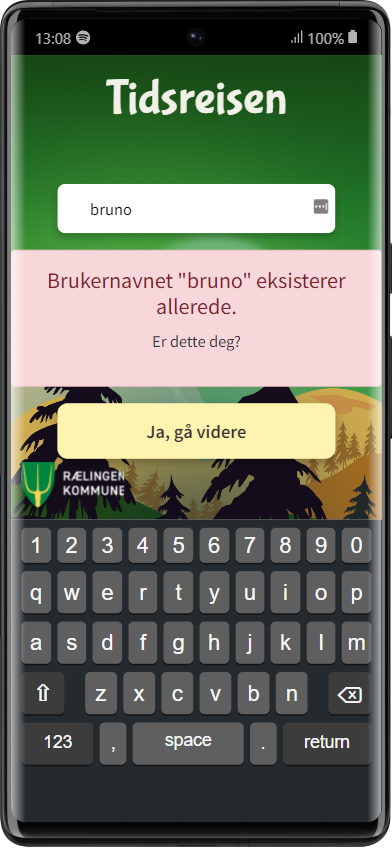 13:08 100%
Tidsreisen
bruno
Brukernavnet "bruno" eksisterer
allerede.
Er dette deg?
Ja, gå videre
RÆLINGEN
KOMMUNE
1 2 3 4 5 6 7 8 9 0
q w e r t y u i o p
a s d f g h j k l m
z x c v b n
123 , space . return